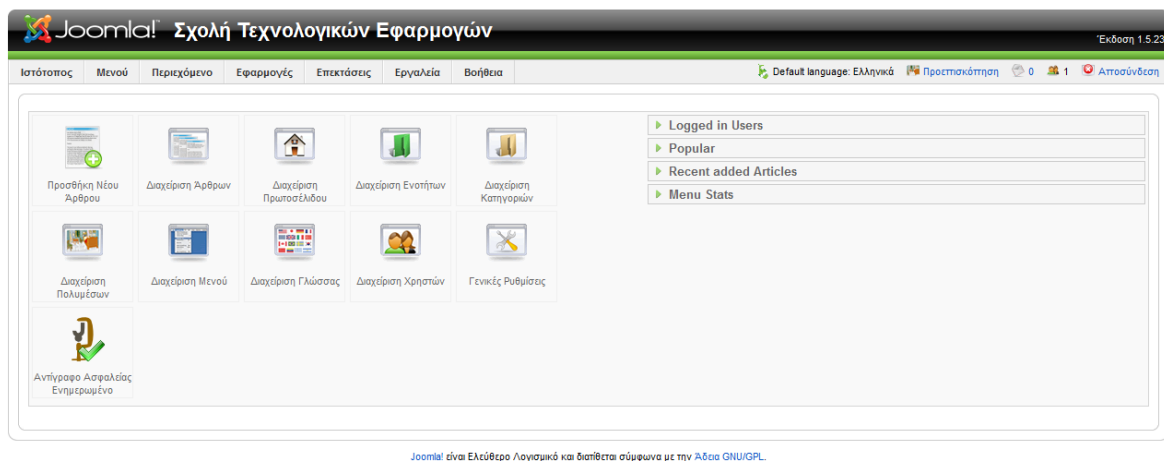 Joomla! Σχολή Τεχνολογικών Εφαρμογών
Έκδοση 1.5.23
Ιστότοπος Μενού Περιεχόμενο Εφαρμογές Επεκτάσεις Εργαλεία Βοήθεια Default language: Ελληνικά Προεπισκόπηση 0 1 Αποσύνδεση
Προσθήκη Νέου
Άρθρου
Διαχείριση Άρθρων
Διαχείριση
Πρωτοσέλιδου
Διαχείριση Ενοτήτων
Διαχείριση
Κατηγοριών
Διαχείριση
Πολυμέσων
Διαχείριση Μενού
Διαχείριση Γλώσσας
Διαχείριση Χρηστών
Γενικές Ρυθμίσεις
Αντίγραφο Ασφαλείας
Ενημερωμένο
Logged in Users
Popular
Recent added Articles
Menu Stats
Joomla! είναι Ελεύθερο Λογισμικό και διατίθεται σύμφωνα με την Άδεια GNU/GPL.